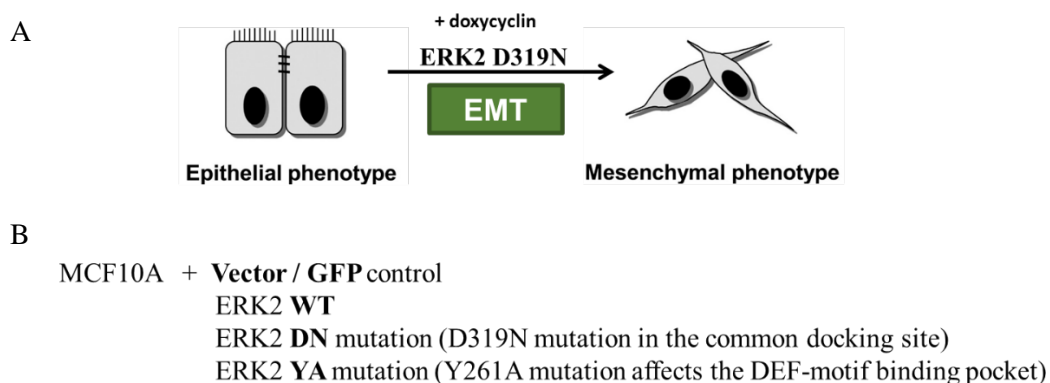 A
+ doxycyclin
ERK2 D319N
EMT
Epithelial phenotype
Mesenchymal phenotype
B
MCF10A + Vector / GFP control
ERK2 WT
ERK2 DN mutation (D319N mutation in the common docking site)
ERK2 YA mutation (Y261A mutation affects the DEF-motif binding pocket)